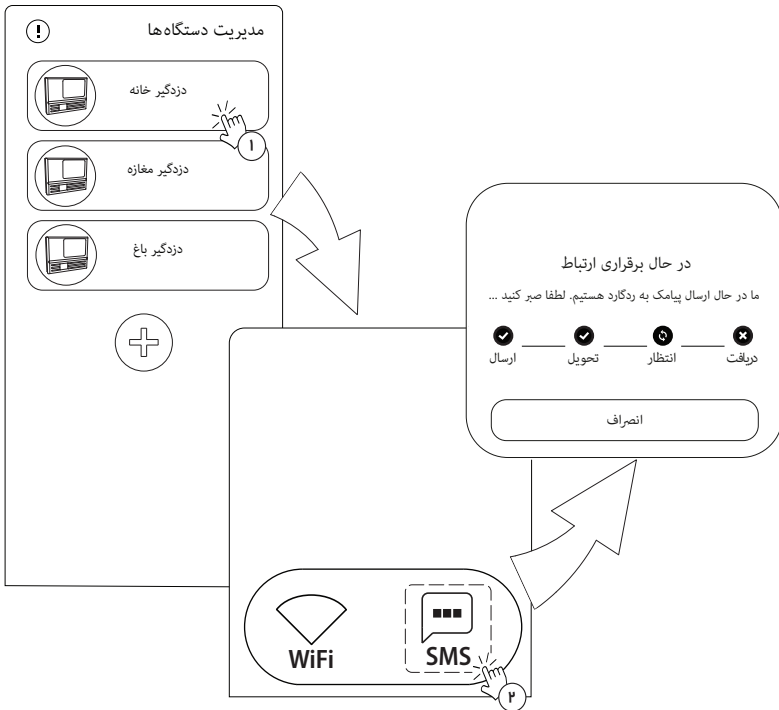 مدیریت دستگاه‌ها
دزدگیر خانه
۱
دزدگیر مغازه
دزدگیر باغ
در حال برقراری ارتباط
ما در حال ارسال پیامک به ردگارد هستیم. لطفا صبر کنید ...
دریافت انتظار تحویل ارسال
انصراف
WiFi SMS
۲